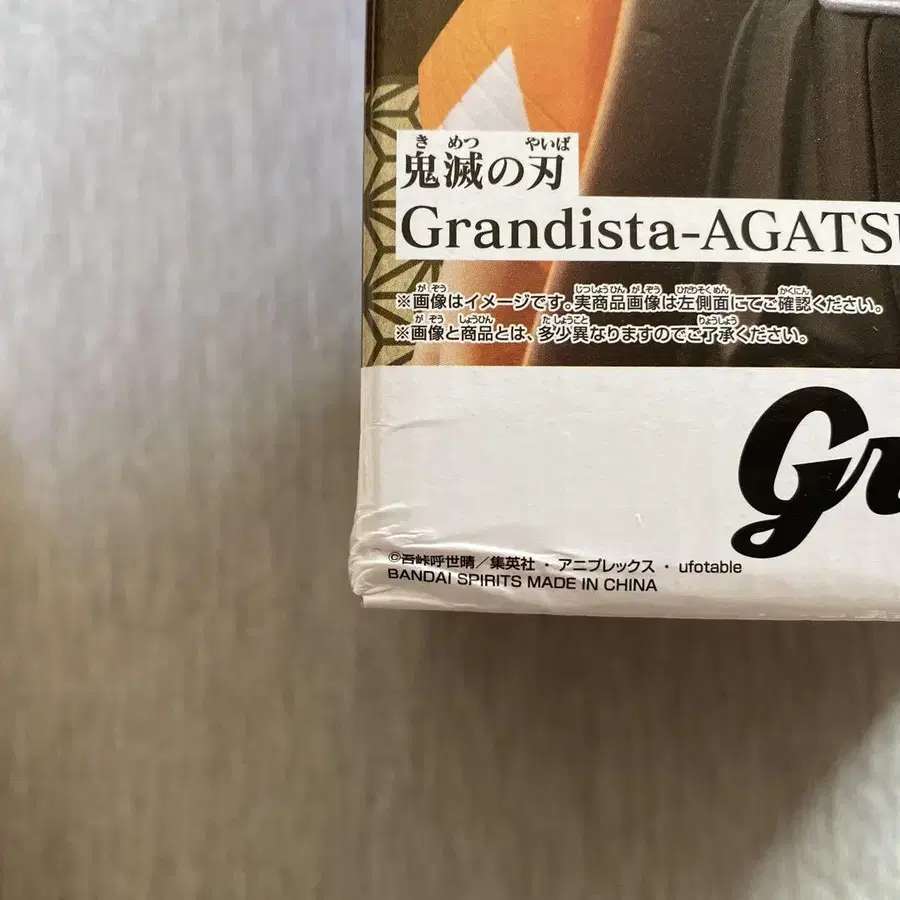 き めつ やいば
鬼滅の刃
Grandista-AGATSU
が ぞう じつしょうひん が ぞう ひだりそくめん かくにん
※画像はイメージです。実商品画像は左側面にてご確認ください。
が ぞう しょうひん た しょうこと りょうしょう
※画像と商品とは、多少異なりますのでご了承ください。
Gr
©吾峠呼世晴／集英社・アニプレックス・ufotable
BANDAI SPIRITS MADE IN CHINA